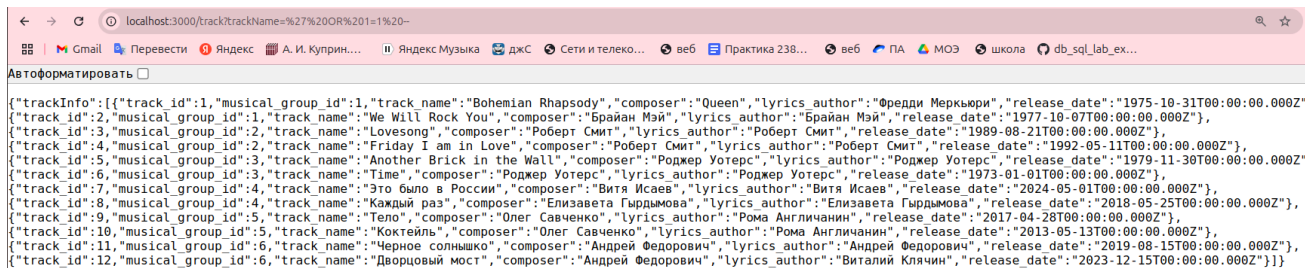 localhost:3000/track?trackName=%27%20OR%201=1%20--
Gmail Перевести Яндекс А. И. Куприн.... Яндекс Музыка джС Сети и телеко... веб Практика 238... веб ПА МОЭ школа db_sql_lab_ex...
Автоформатировать
{"trackInfo":[{"track_id":1,"musical_group_id":1,"track_name":"Bohemian Rhapsody","composer":"Queen","lyrics_author":"Фредди Меркьюри","release_date":"1975-10-31T00:00:00.000Z"
{"track_id":2,"musical_group_id":1,"track_name":"We Will Rock You","composer":"Брайан Мэй","lyrics_author":"Брайан Мэй","release_date":"1977-10-07T00:00:00.000Z"},
{"track_id":3,"musical_group_id":2,"track_name":"Lovesong","composer":"Роберт Смит","lyrics_author":"Роберт Смит","release_date":"1989-08-21T00:00:00.000Z"},
{"track_id":4,"musical_group_id":2,"track_name":"Friday I am in Love","composer":"Роберт Смит","lyrics_author":"Роберт Смит","release_date":"1992-05-11T00:00:00.000Z"},
{"track_id":5,"musical_group_id":3,"track_name":"Another Brick in the Wall","composer":"Роджер Уотерс","lyrics_author":"Роджер Уотерс","release_date":"1979-11-30T00:00:00.000Z"
{"track_id":6,"musical_group_id":3,"track_name":"Time","composer":"Роджер Уотерс","lyrics_author":"Роджер Уотерс","release_date":"1973-01-01T00:00:00.000Z"},
{"track_id":7,"musical_group_id":4,"track_name":"Это было в России","composer":"Витя Исаев","lyrics_author":"Витя Исаев","release_date":"2024-05-01T00:00:00.000Z"},
{"track_id":8,"musical_group_id":4,"track_name":"Каждый раз","composer":"Елизавета Гырдымова","lyrics_author":"Елизавета Гырдымова","release_date":"2018-05-25T00:00:00.000Z"},
{"track_id":9,"musical_group_id":5,"track_name":"Тело","composer":"Олег Савченко","lyrics_author":"Рома Англичанин","release_date":"2017-04-28T00:00:00.000Z"},
{"track_id":10,"musical_group_id":5,"track_name":"Коктейль","composer":"Олег Савченко","lyrics_author":"Рома Англичанин","release_date":"2013-05-13T00:00:00.000Z"},
{"track_id":11,"musical_group_id":6,"track_name":"Черное солнышко","composer":"Андрей Федорович","lyrics_author":"Андрей Федорович","release_date":"2019-08-15T00:00:00.000Z"},
{"track_id":12,"musical_group_id":6,"track_name":"Дворцовый мост","composer":"Андрей Федорович","lyrics_author":"Виталий Клячин","release_date":"2023-12-15T00:00:00.000Z"}]}